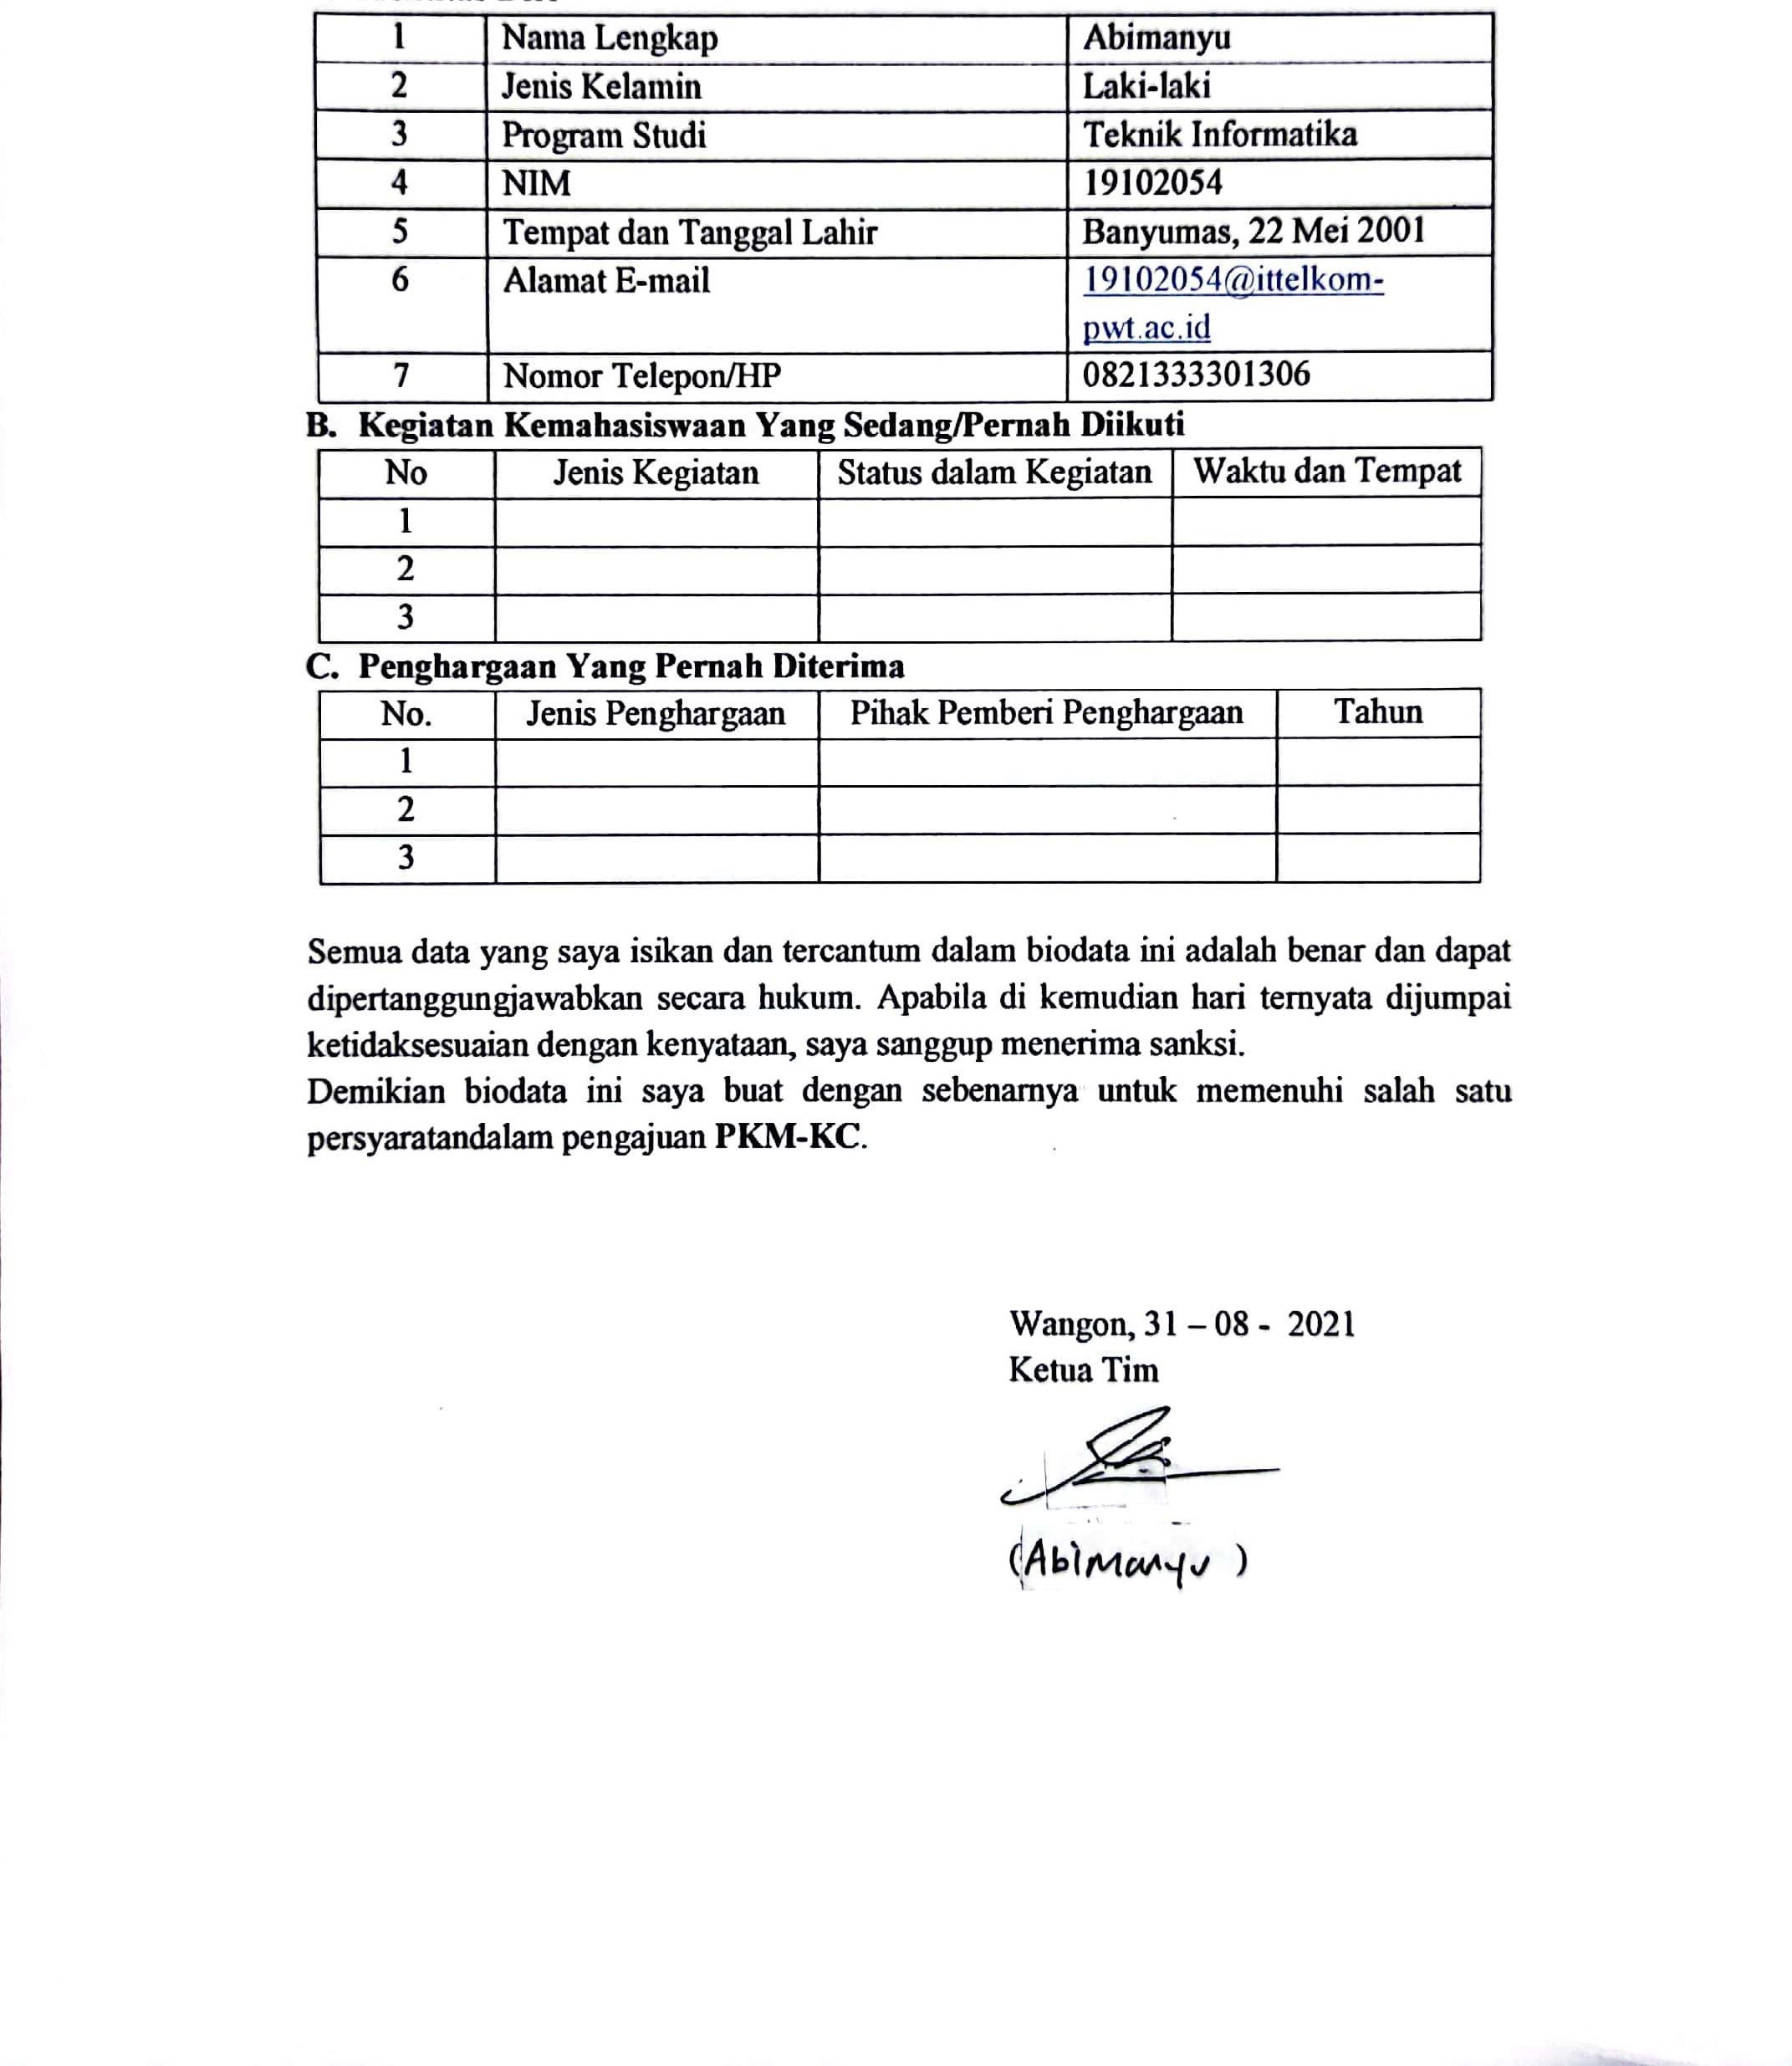 1 Nama Lengkap Abimanyu
2 Jenis Kelamin Laki-laki
3 Program Studi Teknik Informatika
4 NIM 19102054
5 Tempat dan Tanggal Lahir Banyumas, 22 Mei 2001
6 Alamat E-mail 19102054@ittelkom-
pwt.ac.id
7 Nomor Telepon/HP 0821333301306
B. Kegiatan Kemahasiswaan Yang Sedang/Pernah Diikuti
No Jenis Kegiatan Status dalam Kegiatan Waktu dan Tempat
1
2
3
C. Penghargaan Yang Pernah Diterima
No. Jenis Penghargaan Pihak Pemberi Penghargaan Tahun
1
2
3
Semua data yang saya isikan dan tercantum dalam biodata ini adalah benar dan dapat
dipertanggungjawabkan secara hukum. Apabila di kemudian hari ternyata dijumpai
ketidaksesuaian dengan kenyataan, saya sanggup menerima sanksi.
Demikian biodata ini saya buat dengan sebenarnya untuk memenuhi salah satu
persyaratandalam pengajuan PKM-KC.
Wangon, 31 – 08 - 2021
Ketua Tim
(Abimanyu)